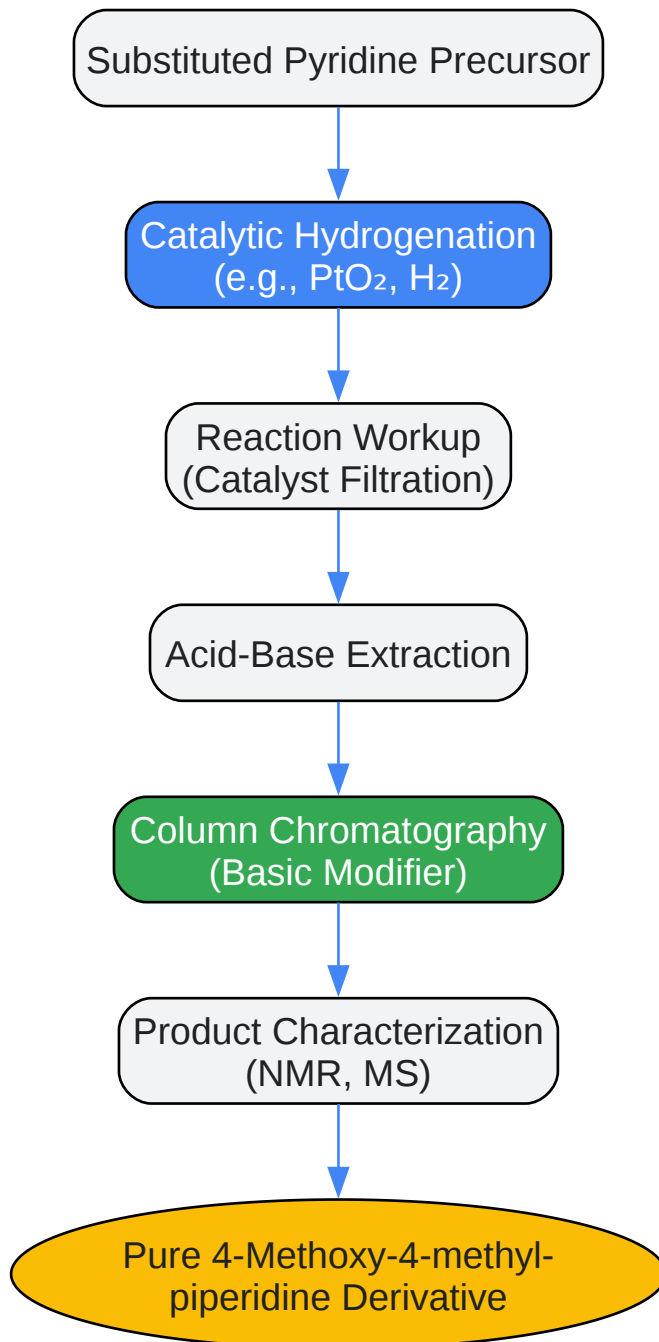 Substituted Pyridine Precursor
Catalytic Hydrogenation
(e.g., PtO₂, H₂)
Reaction Workup
(Catalyst Filtration)
Acid-Base Extraction
Column Chromatography
(Basic Modifier)
Product Characterization
(NMR, MS)
Pure 4-Methoxy-4-methyl-
piperidine Derivative